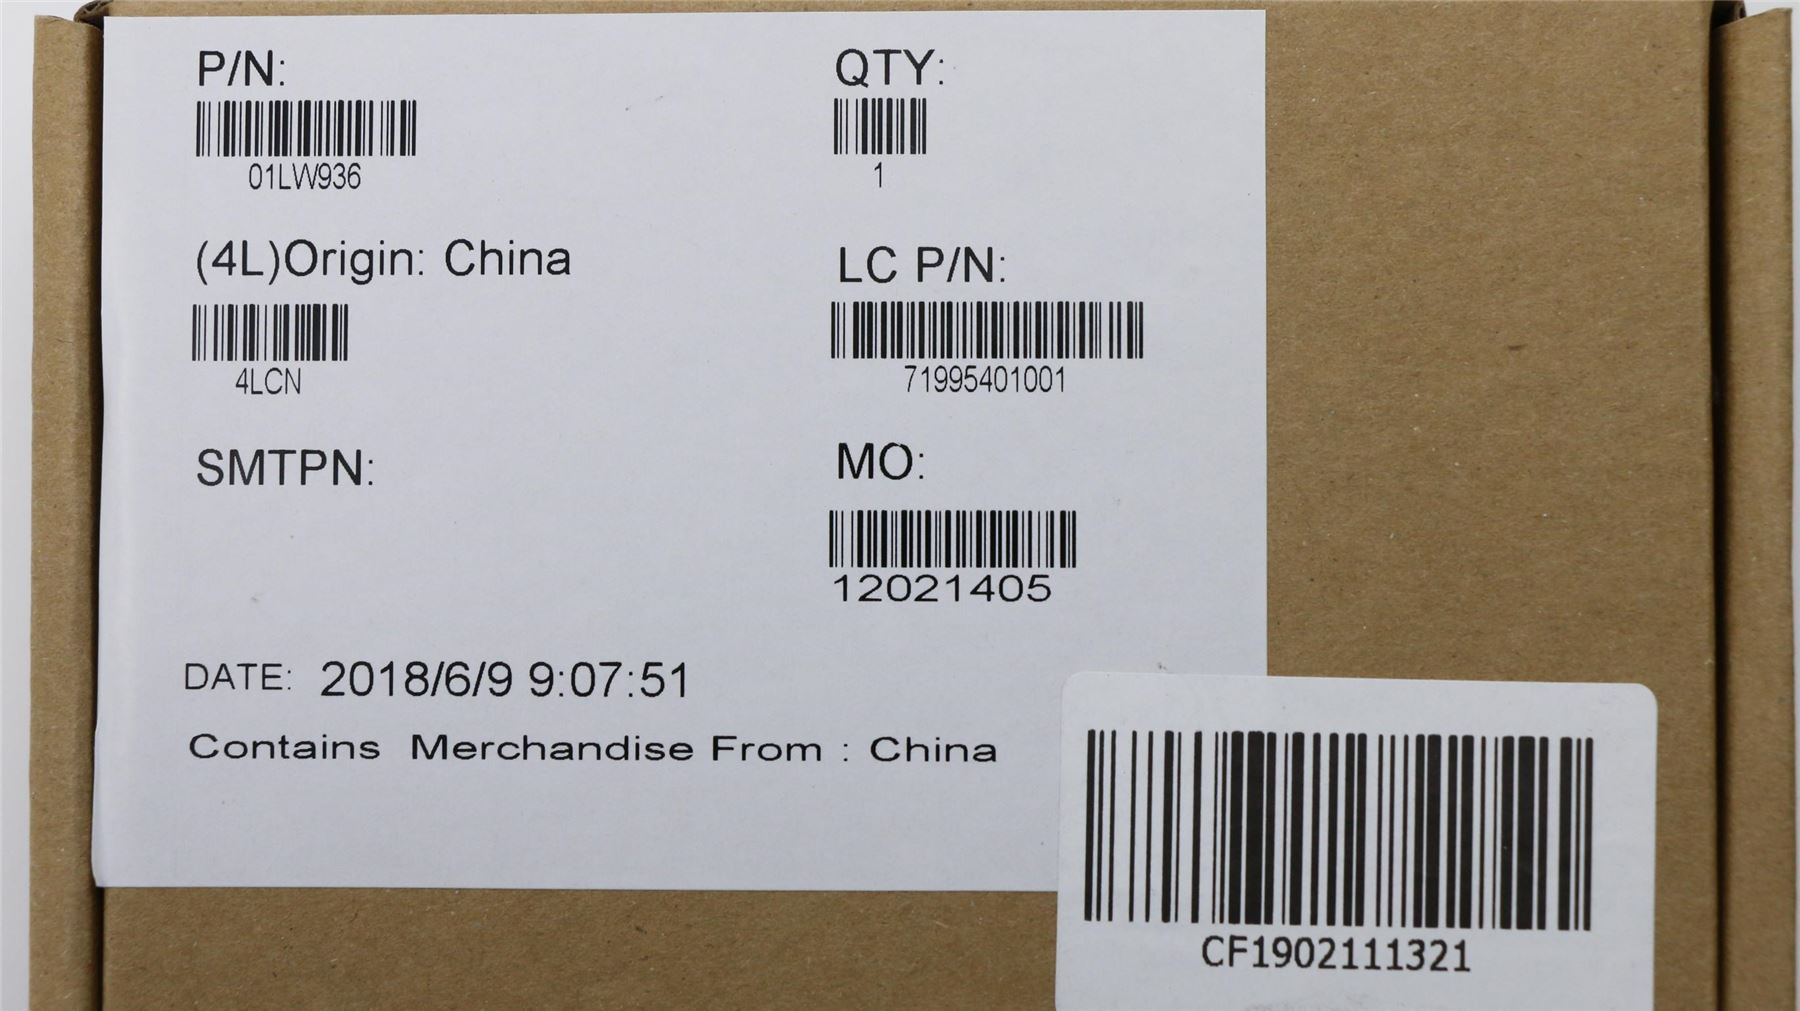 P/N:
01LW936
QTY:
1
(4L)Origin: China
4LCN
LC P/N:
71995401001
SMTPN:
MO:
12021405
DATE: 2018/6/9 9:07:51
Contains Merchandise From : China
CF1902111321